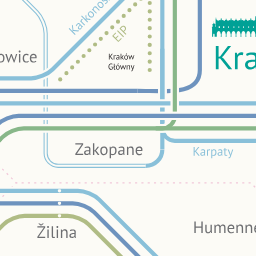 Karkonos
EIP
owice
Kraków
Główny
Kra
Zakopane
Karpaty
Žilina
Humenne